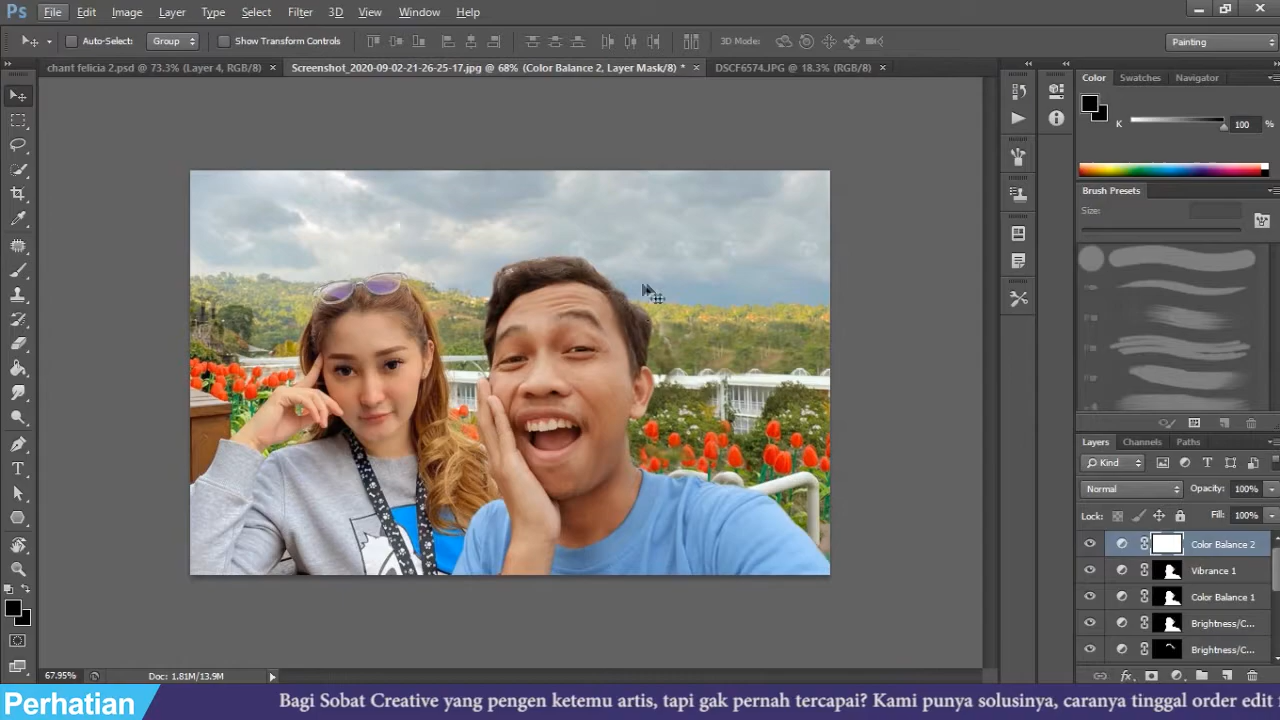 Ps File Edit Image Layer Type Select Filter 3D View Window Help
Auto-Select: Group Show Transform Controls 3D Mode: Painting
chant felicia 2.psd @ 73.3% (Layer 4, RGB/8) × Screenshot_2020-09-02-21-26-25-17.jpg @ 68% (Color Balance 2, Layer Mask/8) * × DSCF6574.JPG @ 18.3% (RGB/8) ×
Color Swatches Navigator
K 100 %
Brush Presets
Size:
Layers Channels Paths
Kind
Normal Opacity: 100%
Lock: Fill: 100%
Color Balance 2
Vibrance 1
Color Balance 1
Brightness/C...
Brightness/C...
67.95% Doc: 1.81M/13.9M
Perhatian Bagi Sobat Creative yang pengen ketemu artis, tapi gak pernah tercapai? Kami punya solusinya, caranya tinggal order edit